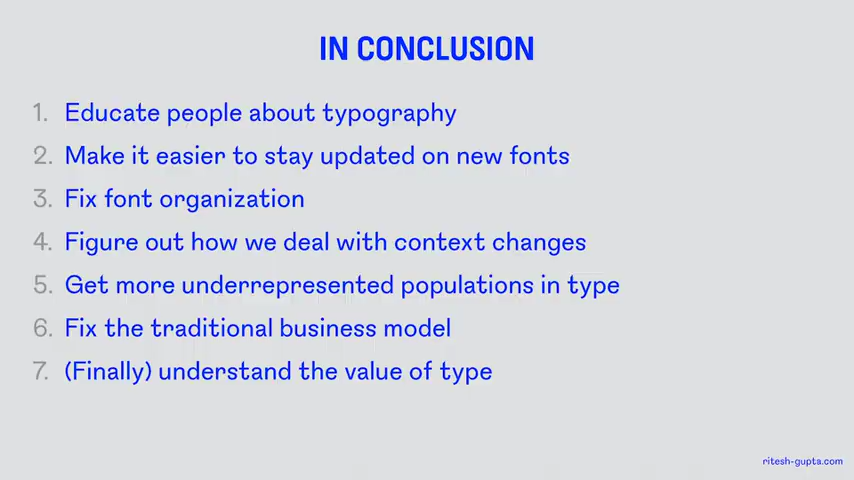 IN CONCLUSION
1. Educate people about typography
2. Make it easier to stay updated on new fonts
3. Fix font organization
4. Figure out how we deal with context changes
5. Get more underrepresented populations in type
6. Fix the traditional business model
7. (Finally) understand the value of type
ritesh-gupta.com